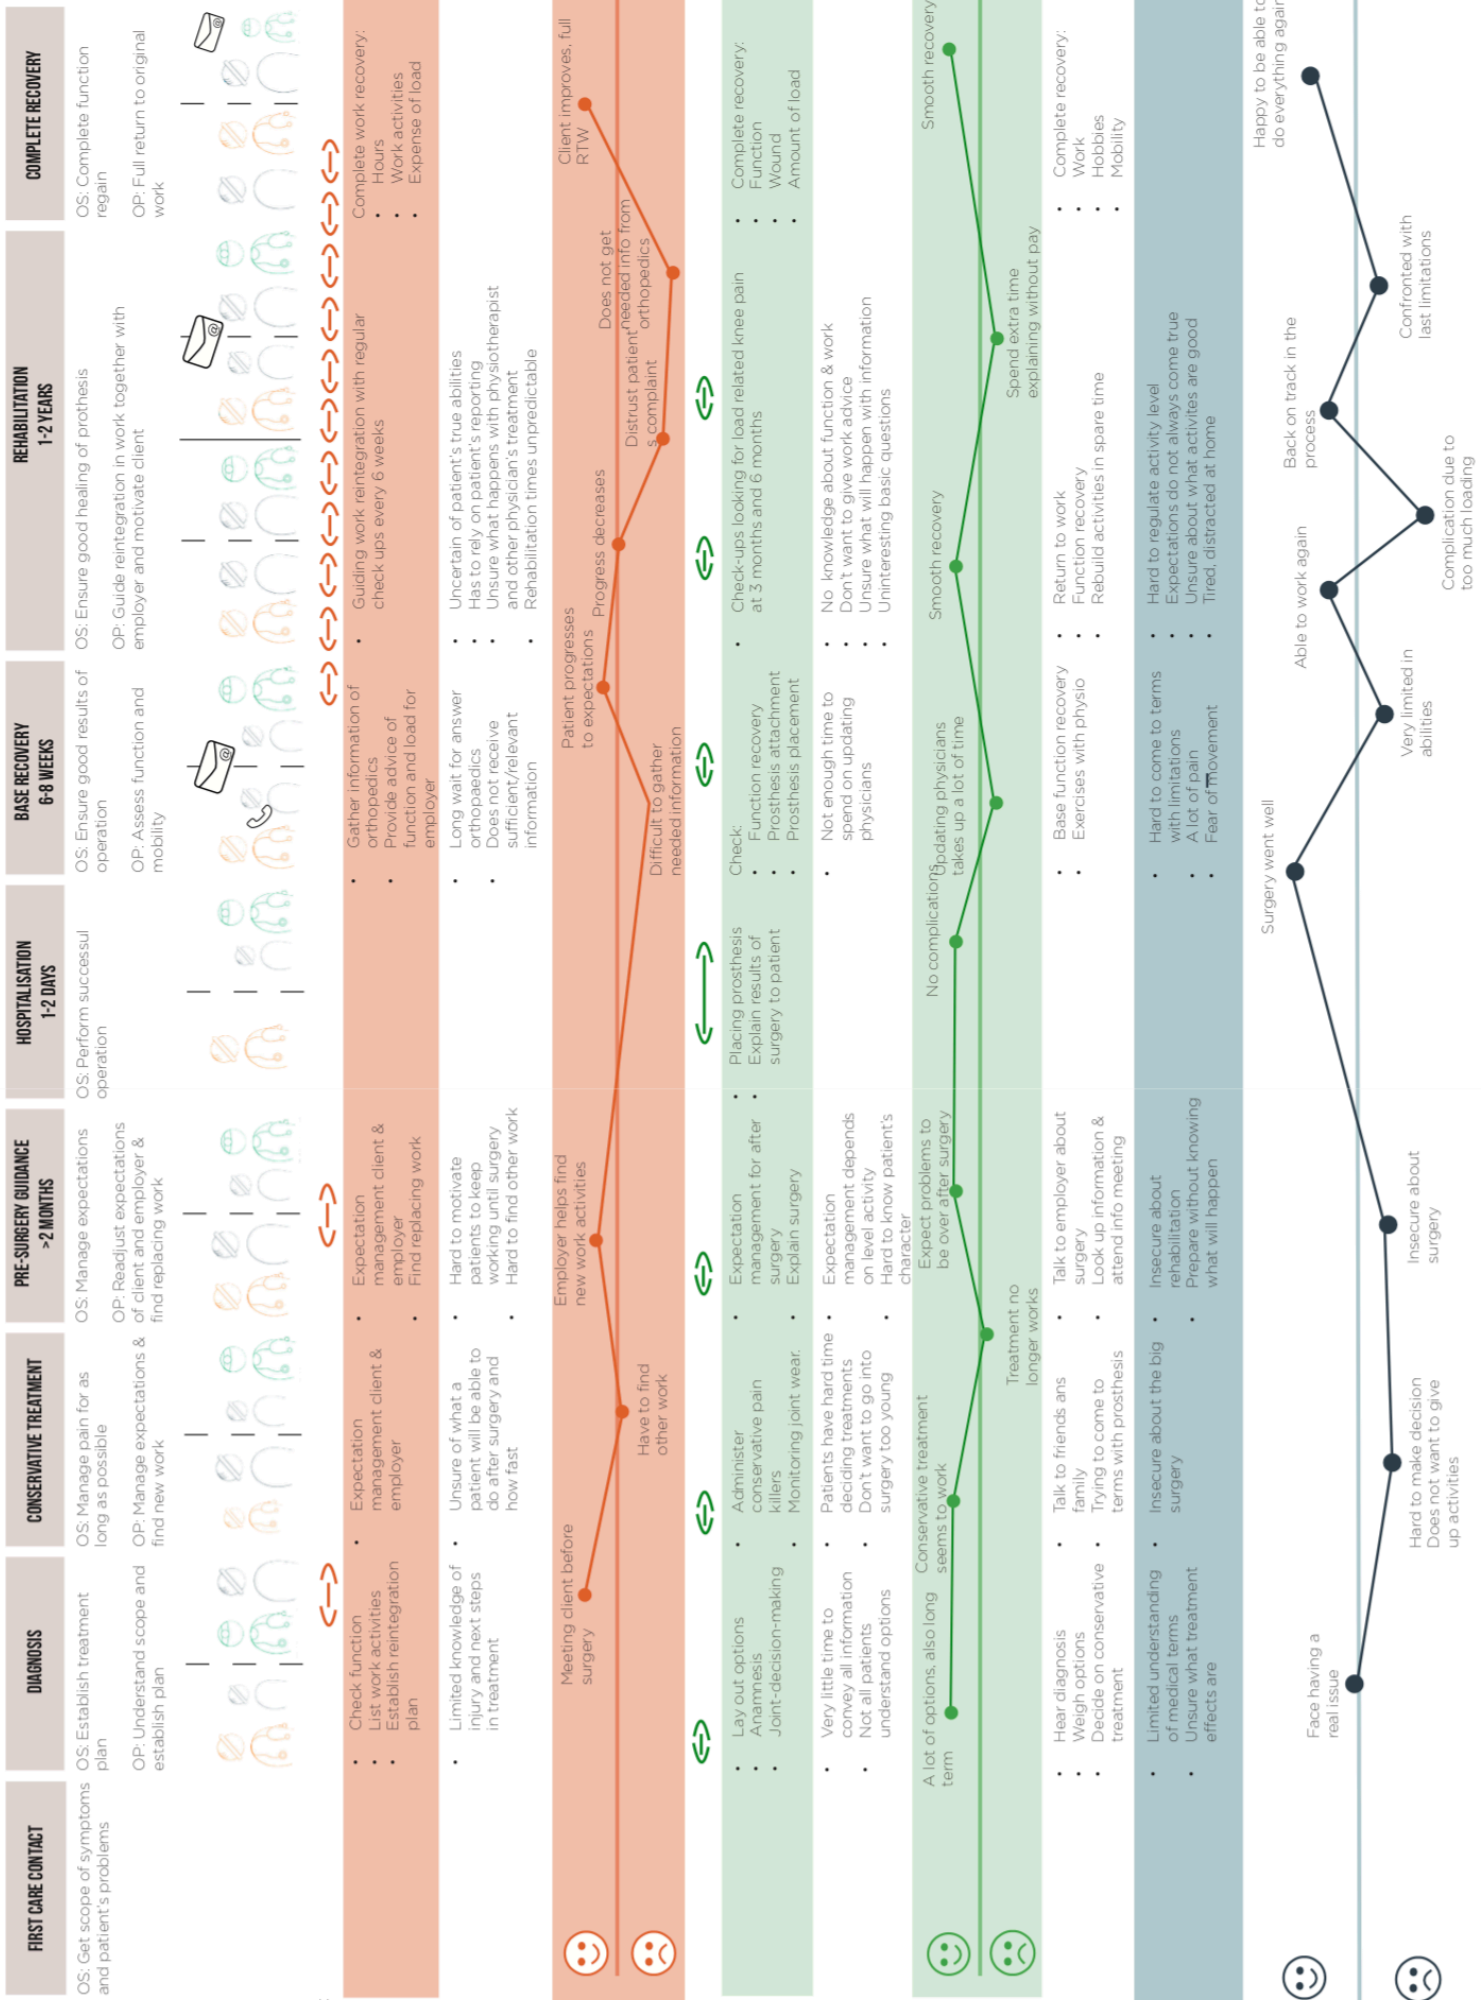 FIRST CARE CONTACT
DIAGNOSIS
CONSERVATIVE TREATMENT
PRE-SURGERY GUIDANCE
>2 MONTHS
HOSPITALISATION
1-2 DAYS
BASE RECOVERY
6-8 WEEKS
REHABILITATION
1-2 YEARS
COMPLETE RECOVERY
OS: Get scope of symptoms
and patient's problems
OS: Establish treatment
plan
OP: Understand scope and
establish plan
OS: Manage pain for as
long as possible
OP: Manage expectations &
find new work
OS: Manage expectations
OP: Readjust expectations
of client and employer &
find replacing work
OS: Perform successul
operation
OS: Ensure good results of
operation
OP: Assess function and
mobility
OS: Ensure good healing of prothesis
OP: Guide reintegration in work together with
employer and motivate client
OS: Complete function
regain
OP: Full return to original
work
• Check function
• List work activities
• Establish reintegration
plan
• Expectation
management client &
employer
• Expectation
management client &
employer
• Find replacing work
• Gather information of
orthopedics
• Provide advice of
function and load for
employer
• Guiding work reintegration with regular
check ups every 6 weeks
Complete work recovery:
• Hours
• Work activities
• Expense of load
• Limited knowledge of
injury and next steps
in treatment
• Unsure of what a
patient will be able to
do after surgery and
how fast
• Hard to motivate
patients to keep
working until surgery
• Hard to find other work
• Long wait for answer
orthopaedics
• Does not receive
sufficient/relevant
information
• Uncertain of patient's true abilities
• Has to rely on patient's reporting
• Unsure what happens with physiotherapist
and other physician's treatment
• Rehabilitation times unpredictable
Meeting client before
surgery
Have to find
other work
Employer helps find
new work activities
Difficult to gather
needed information
Patient progresses
to expectations
Progress decreases
Distrust patient'
s complaint
Does not get
needed info from
orthopedics
Client improves, full
RTW
• Lay out options
• Anamnesis
• Joint-decision-making
• Administer
conservative pain
killers
• Monitoring joint wear.
• Expectation
management for after
surgery
• Explain surgery
• Placing prosthesis
• Explain results of
surgery to patient
Check:
• Function recovery
• Prosthesis attachment
• Prosthesis placement
• Check-ups looking for load related knee pain
at 3 months and 6 months
• Complete recovery:
• Function
• Wound
• Amount of load
• Very little time to
convey all information
• Not all patients
understand options
• Patients have hard time
deciding treatments
• Don't want to go into
surgery too young
• Expectation
management depends
on level activity
• Hard to know patient's
character
• Not enough time to
spend on updating
physicians
• No knowledge about function & work
• Don't want to give work advice
• Unsure what will happen with information
• Uninteresting basic questions
A lot of options, also long
term
Conservative treatment
seems to work
Treatment no
longer works
Expect problems to
be over after surgery
No complications
Updating physicians
takes up a lot of time
Smooth recovery
Spend extra time
explaining without pay
Smooth recovery
• Hear diagnosis
• Weigh options
• Decide on conservative
treatment
• Talk to friends ans
family
• Trying to come to
terms with prosthesis
• Talk to employer about
surgery
• Look up information &
attend info meeting
• Base function recovery
• Exercises with physio
• Return to work
• Function recovery
• Rebuild activities in spare time
• Complete recovery:
• Work
• Hobbies
• Mobility
• Limited understanding
of medical terms
• Unsure what treatment
effects are
• Insecure about the big
surgery
• Insecure about
rehabilitation
• Prepare without knowing
what will happen
• Hard to come to terms
with limitations
• A lot of pain
• Fear of movement
• Hard to regulate activity level
• Expectations do not always come true
• Unsure about what activites are good
• Tired, distracted at home
Face having a
real issue
Hard to make decision
Does not want to give
up activities
Insecure about
surgery
Surgery went well
Very limited in
abilities
Able to work again
Complication due to
too much loading
Back on track in the
process
Confronted with
last limitations
Happy to be able to
do everything again